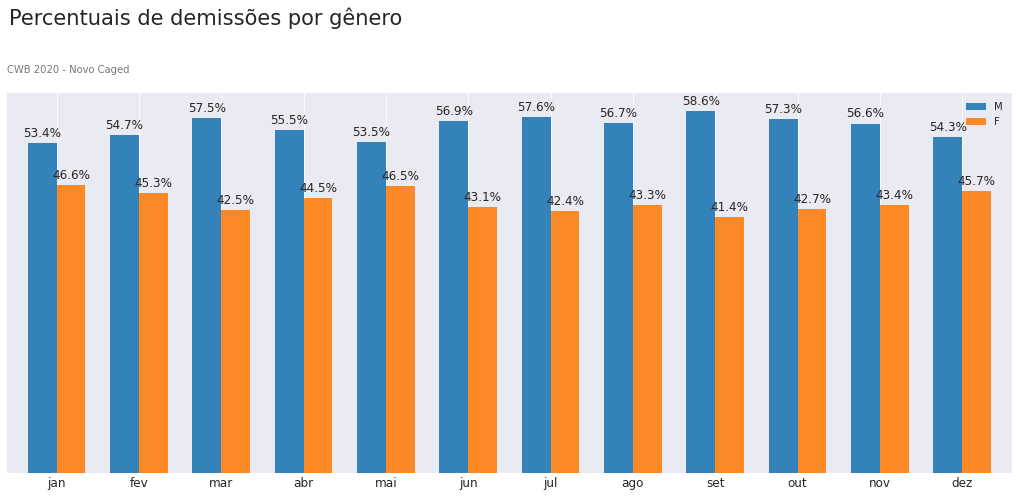 Percentuais de demissões por gênero
CWB 2020 - Novo Caged
M
F
53.4% 54.7% 57.5% 55.5% 53.5% 56.9% 57.6% 56.7% 58.6% 57.3% 56.6% 54.3%
46.6% 45.3% 42.5% 44.5% 46.5% 43.1% 42.4% 43.3% 41.4% 42.7% 43.4% 45.7%
jan fev mar abr mai jun jul ago set out nov dez